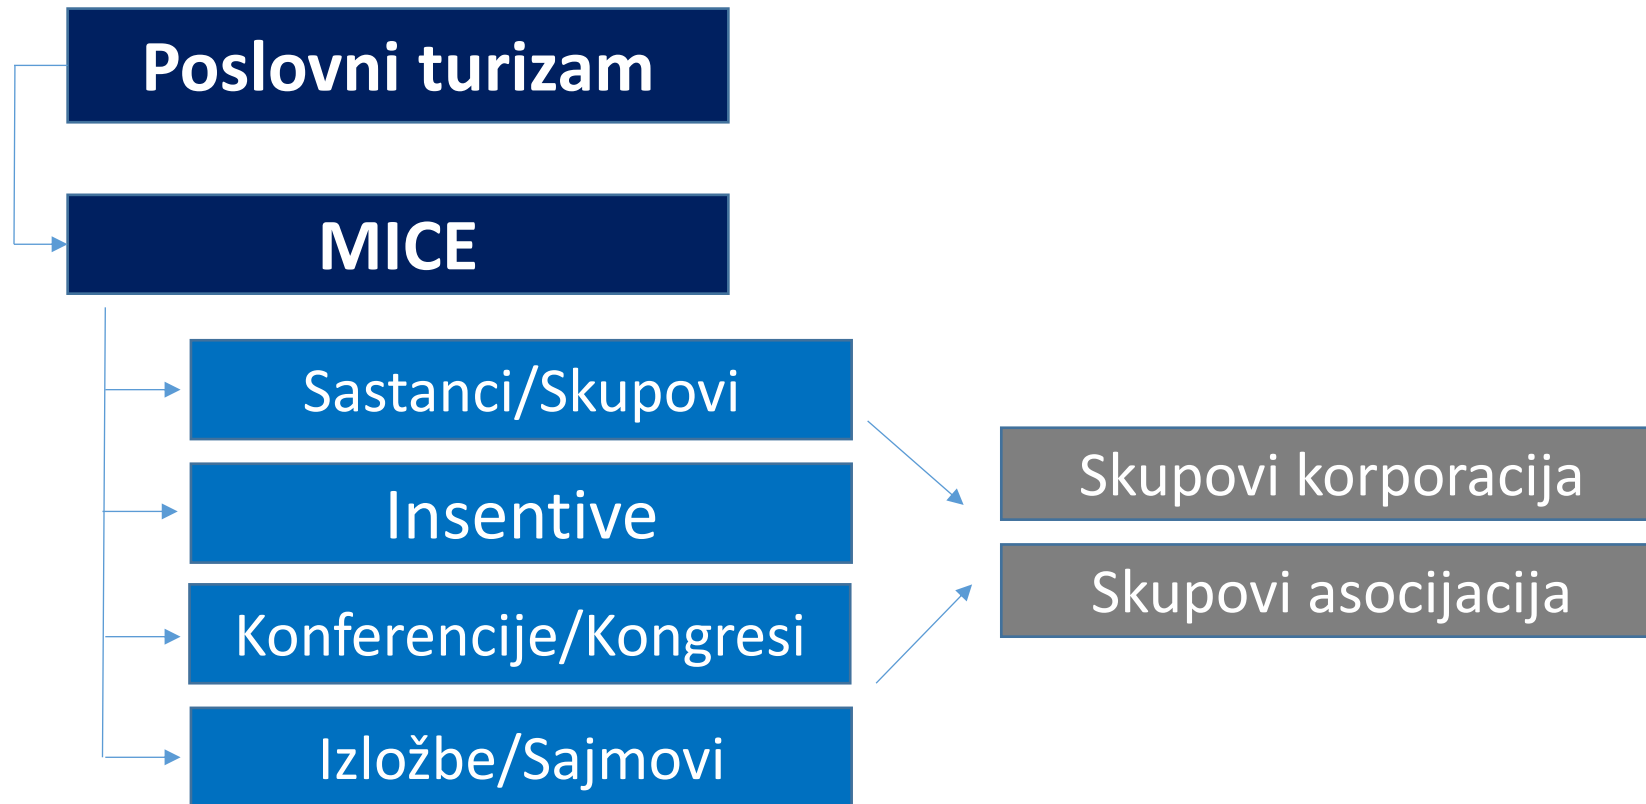 Poslovni turizam
MICE
Sastanci/Skupovi
Insentive
Konferencije/Kongresi
Izložbe/Sajmovi
Skupovi korporacija
Skupovi asocijacija